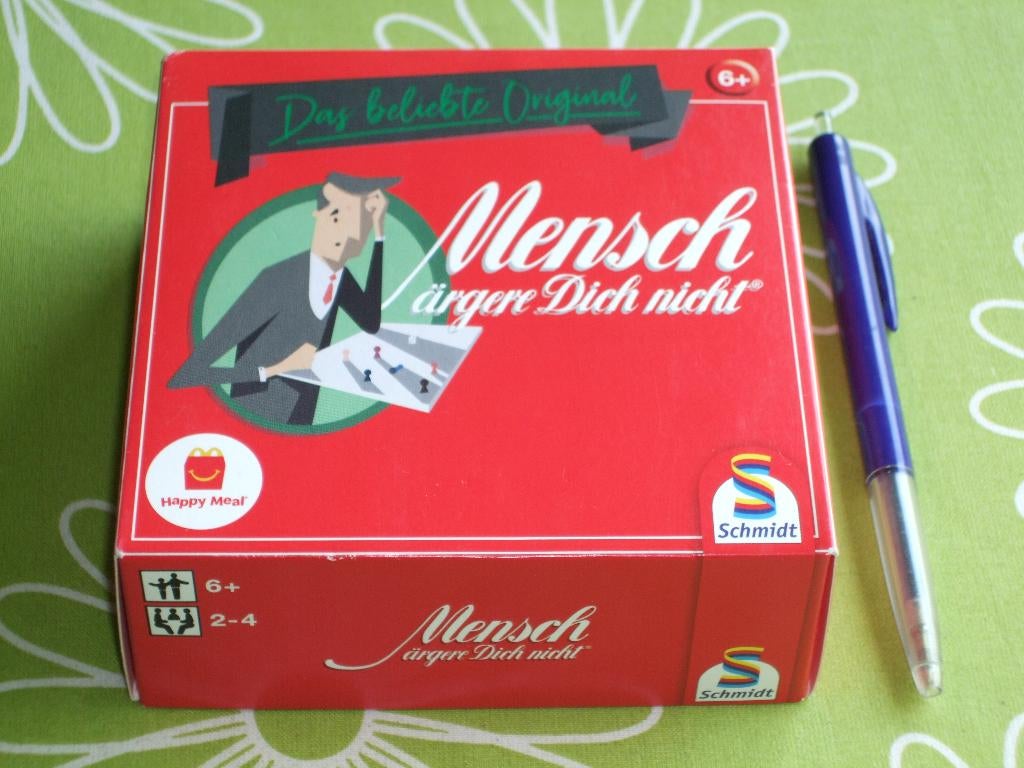 Das beliebte Original
6+
Mensch
ärgere Dich nicht®
Happy Meal
Schmidt
6+
2-4
Mensch
ärgere Dich nicht®
Schmidt